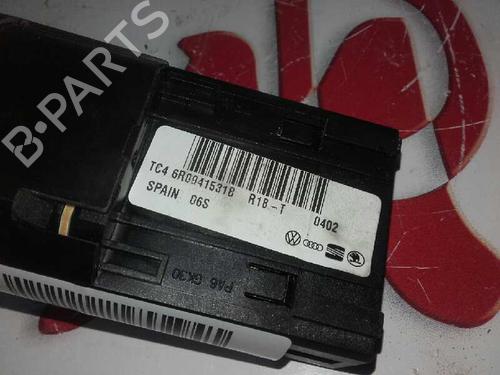 B-PARTS
TC4 6R0941531B R18-T 0402
SPAIN 06S
PA6 GK30